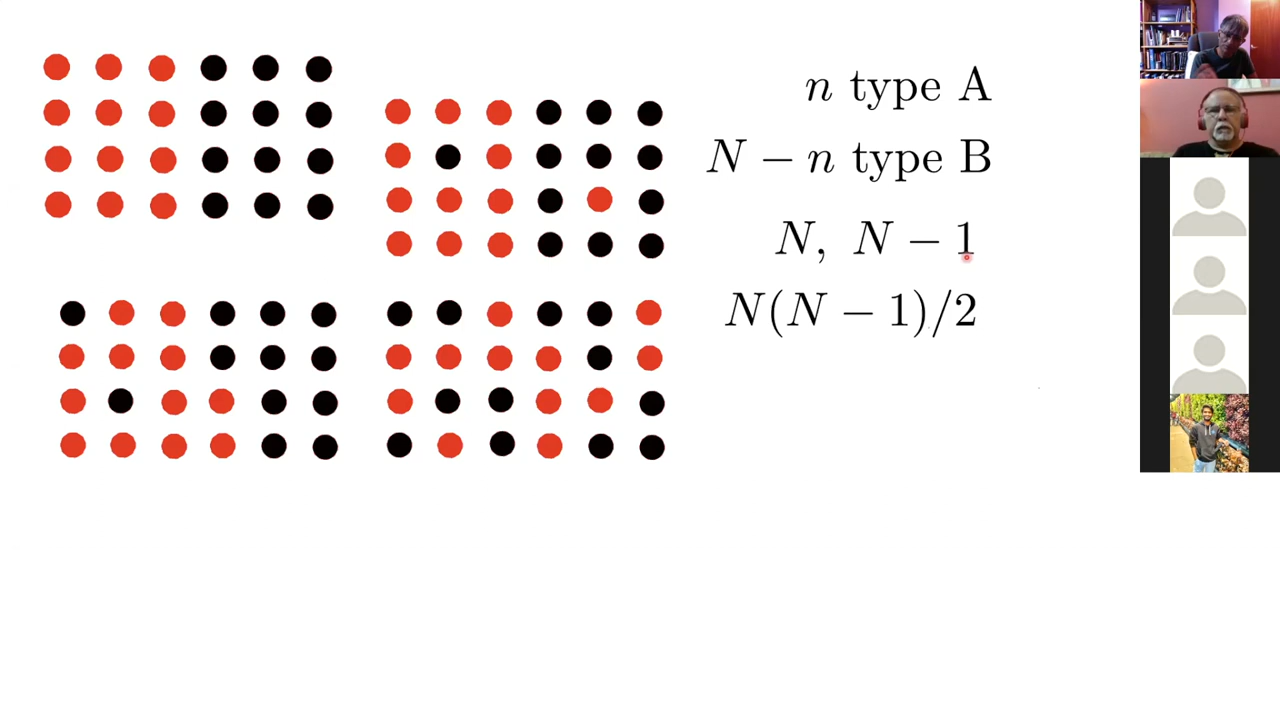 n type A
N − n type B
N, N − 1
N(N − 1)/2